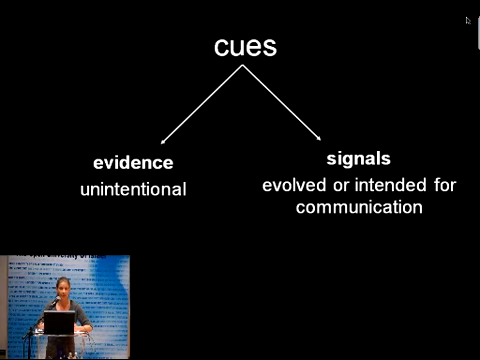 cues
evidence
unintentional
signals
evolved or intended for
communication